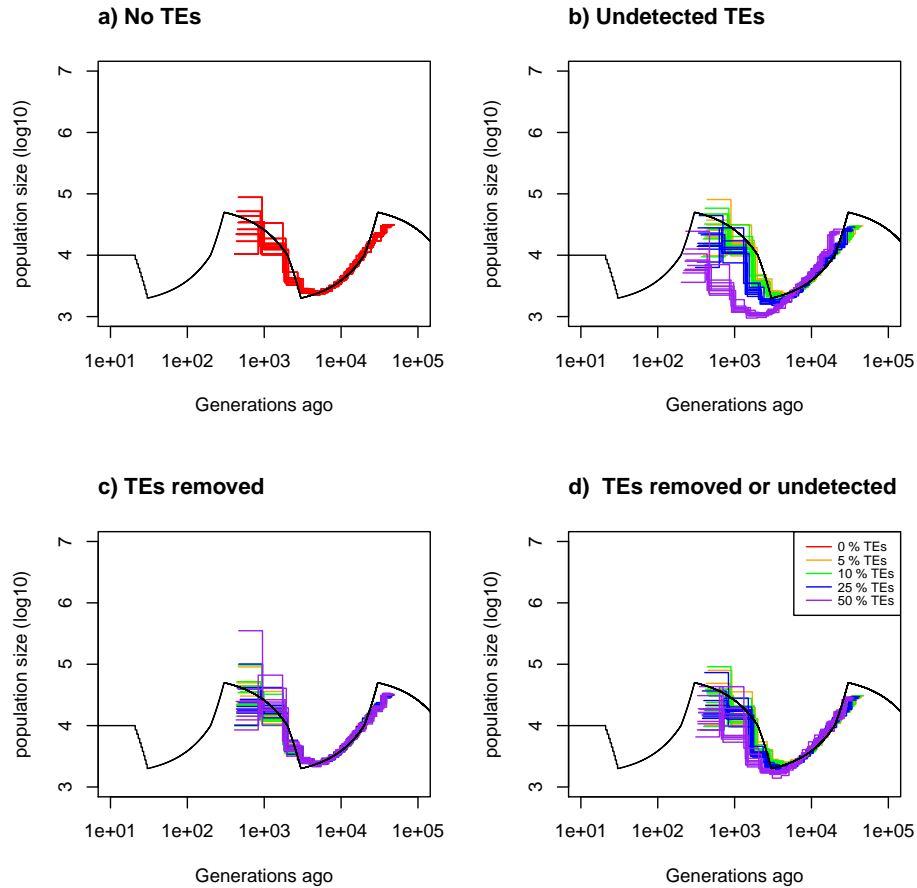 a) No TEs
population size (log10)
7
6
5
4
3
1e+01 1e+02 1e+03 1e+04 1e+05
Generations ago
b) Undetected TEs
population size (log10)
7
6
5
4
3
1e+01 1e+02 1e+03 1e+04 1e+05
Generations ago
c) TEs removed
population size (log10)
7
6
5
4
3
1e+01 1e+02 1e+03 1e+04 1e+05
Generations ago
d) TEs removed or undetected
population size (log10)
7
6
5
4
3
0 % TEs
5 % TEs
10 % TEs
25 % TEs
50 % TEs
1e+01 1e+02 1e+03 1e+04 1e+05
Generations ago